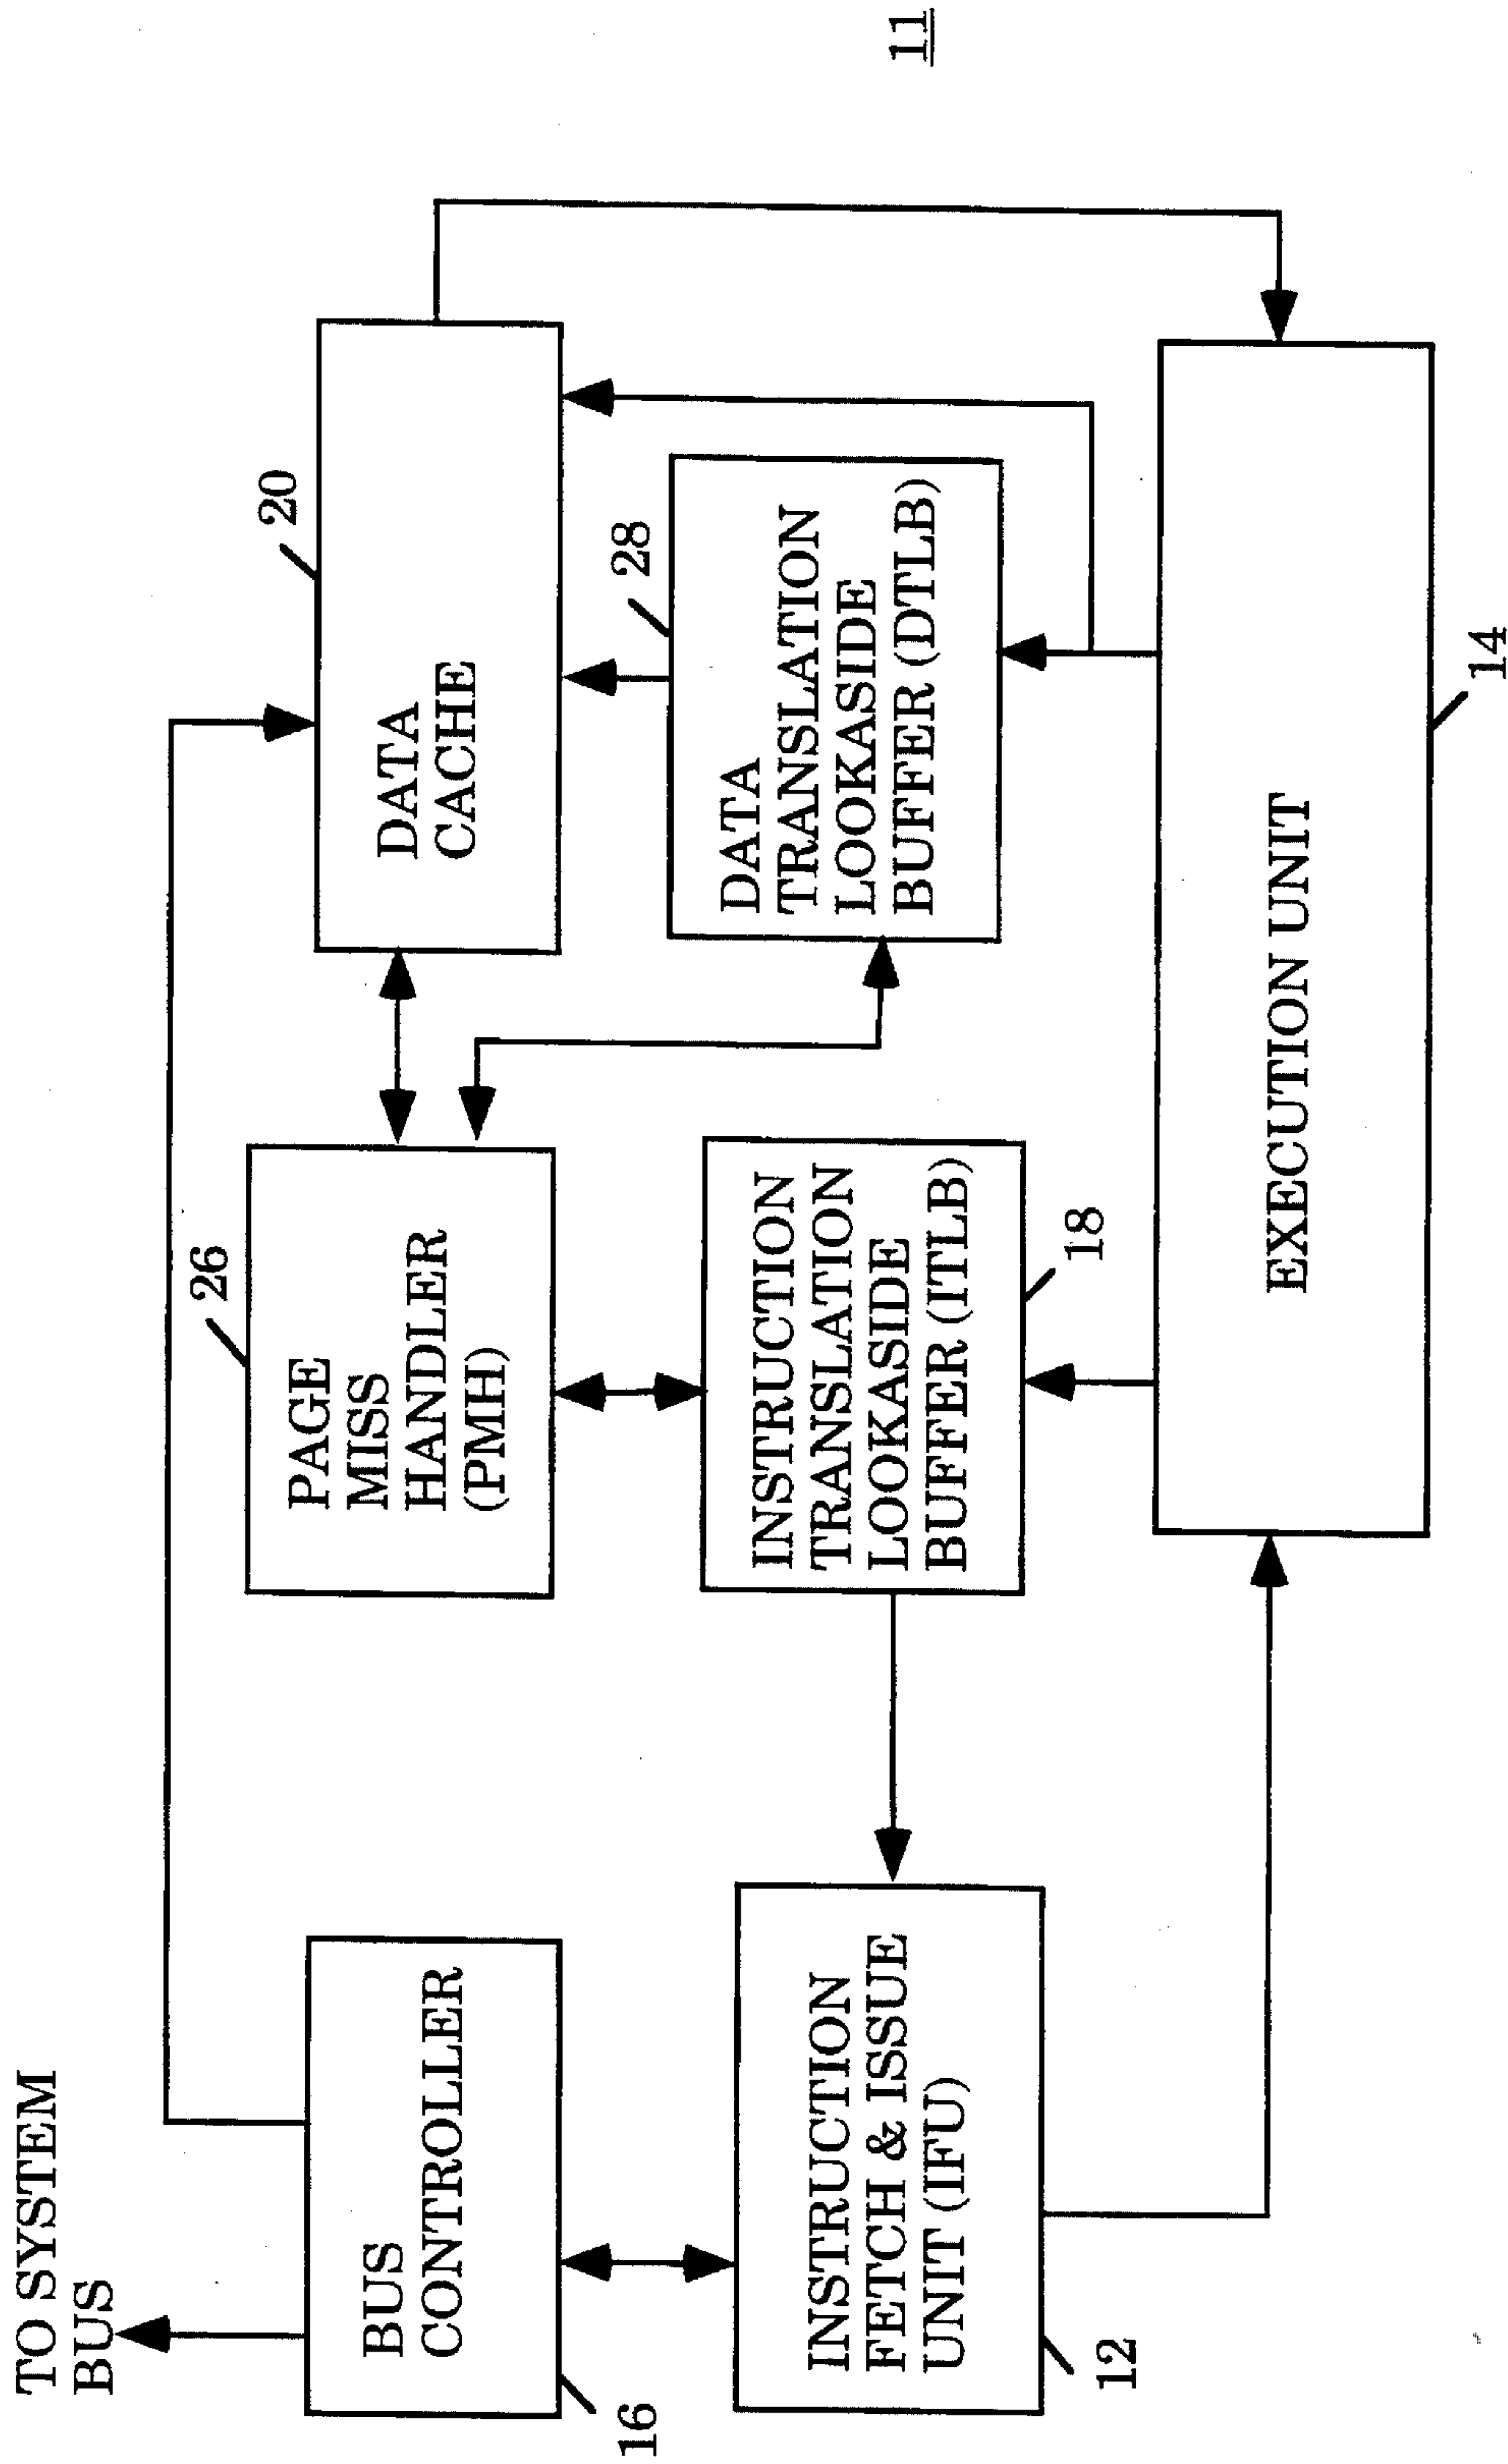 TO SYSTEM
BUS
BUS
CONTROLLER
16
26
PAGE
MISS
HANDLER
(PMH)
20
DATA
CACHE
28
DATA
TRANSLATION
LOOKASIDE
BUFFER (DTLB)
INSTRUCTION
TRANSLATION
LOOKASIDE
BUFFER (ITLB)
18
INSTRUCTION
FETCH & ISSUE
UNIT (IFU)
12
EXECUTION UNIT
14
11